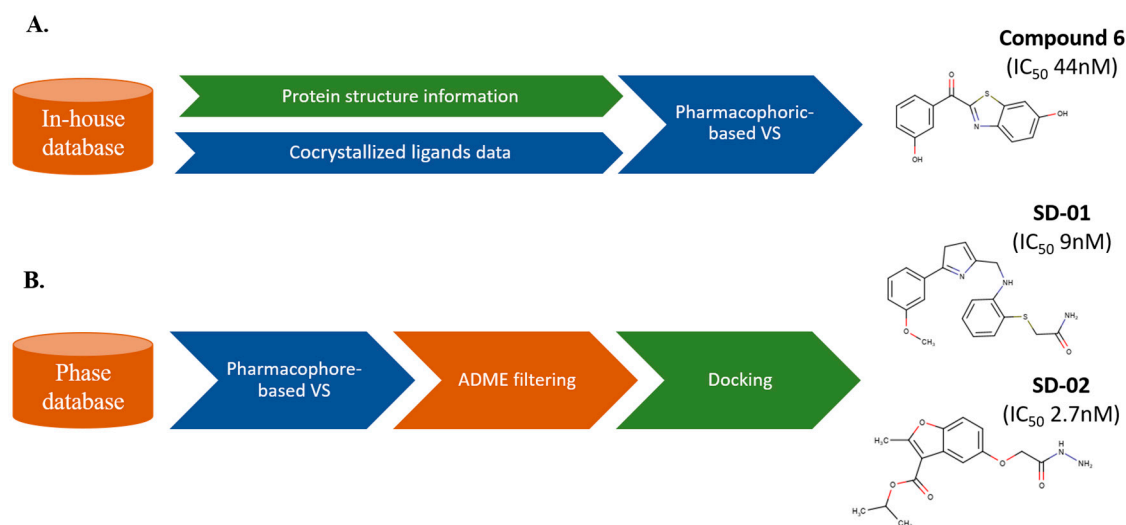 A.
In-house
database
Protein structure information
Cocrystallized ligands data
Pharmacophoric-
based VS
Compound 6
(IC50 44nM)
O
S
N
OH
OH
B.
Phase
database
Pharmacophore-
based VS
ADME filtering
Docking
SD-01
(IC50 9nM)
N
NH
S
NH2
O
O
CH3
SD-02
(IC50 2.7nM)
O
CH3
O
H
N
NH2
O
O
O
CH3
CH3